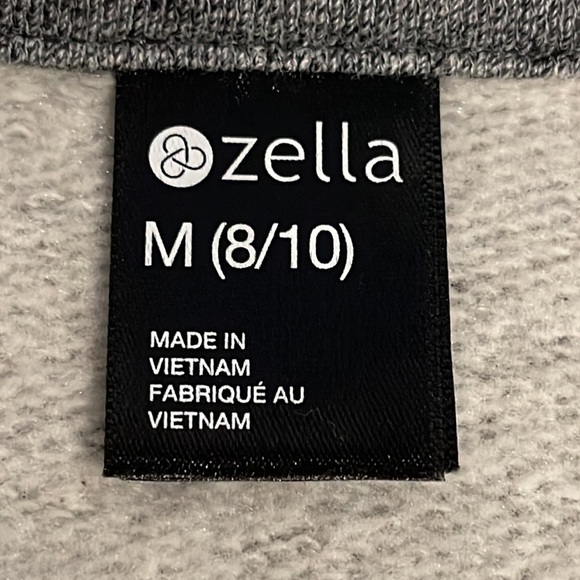 zella
M (8/10)
MADE IN
VIETNAM
FABRIQUÉ AU
VIETNAM